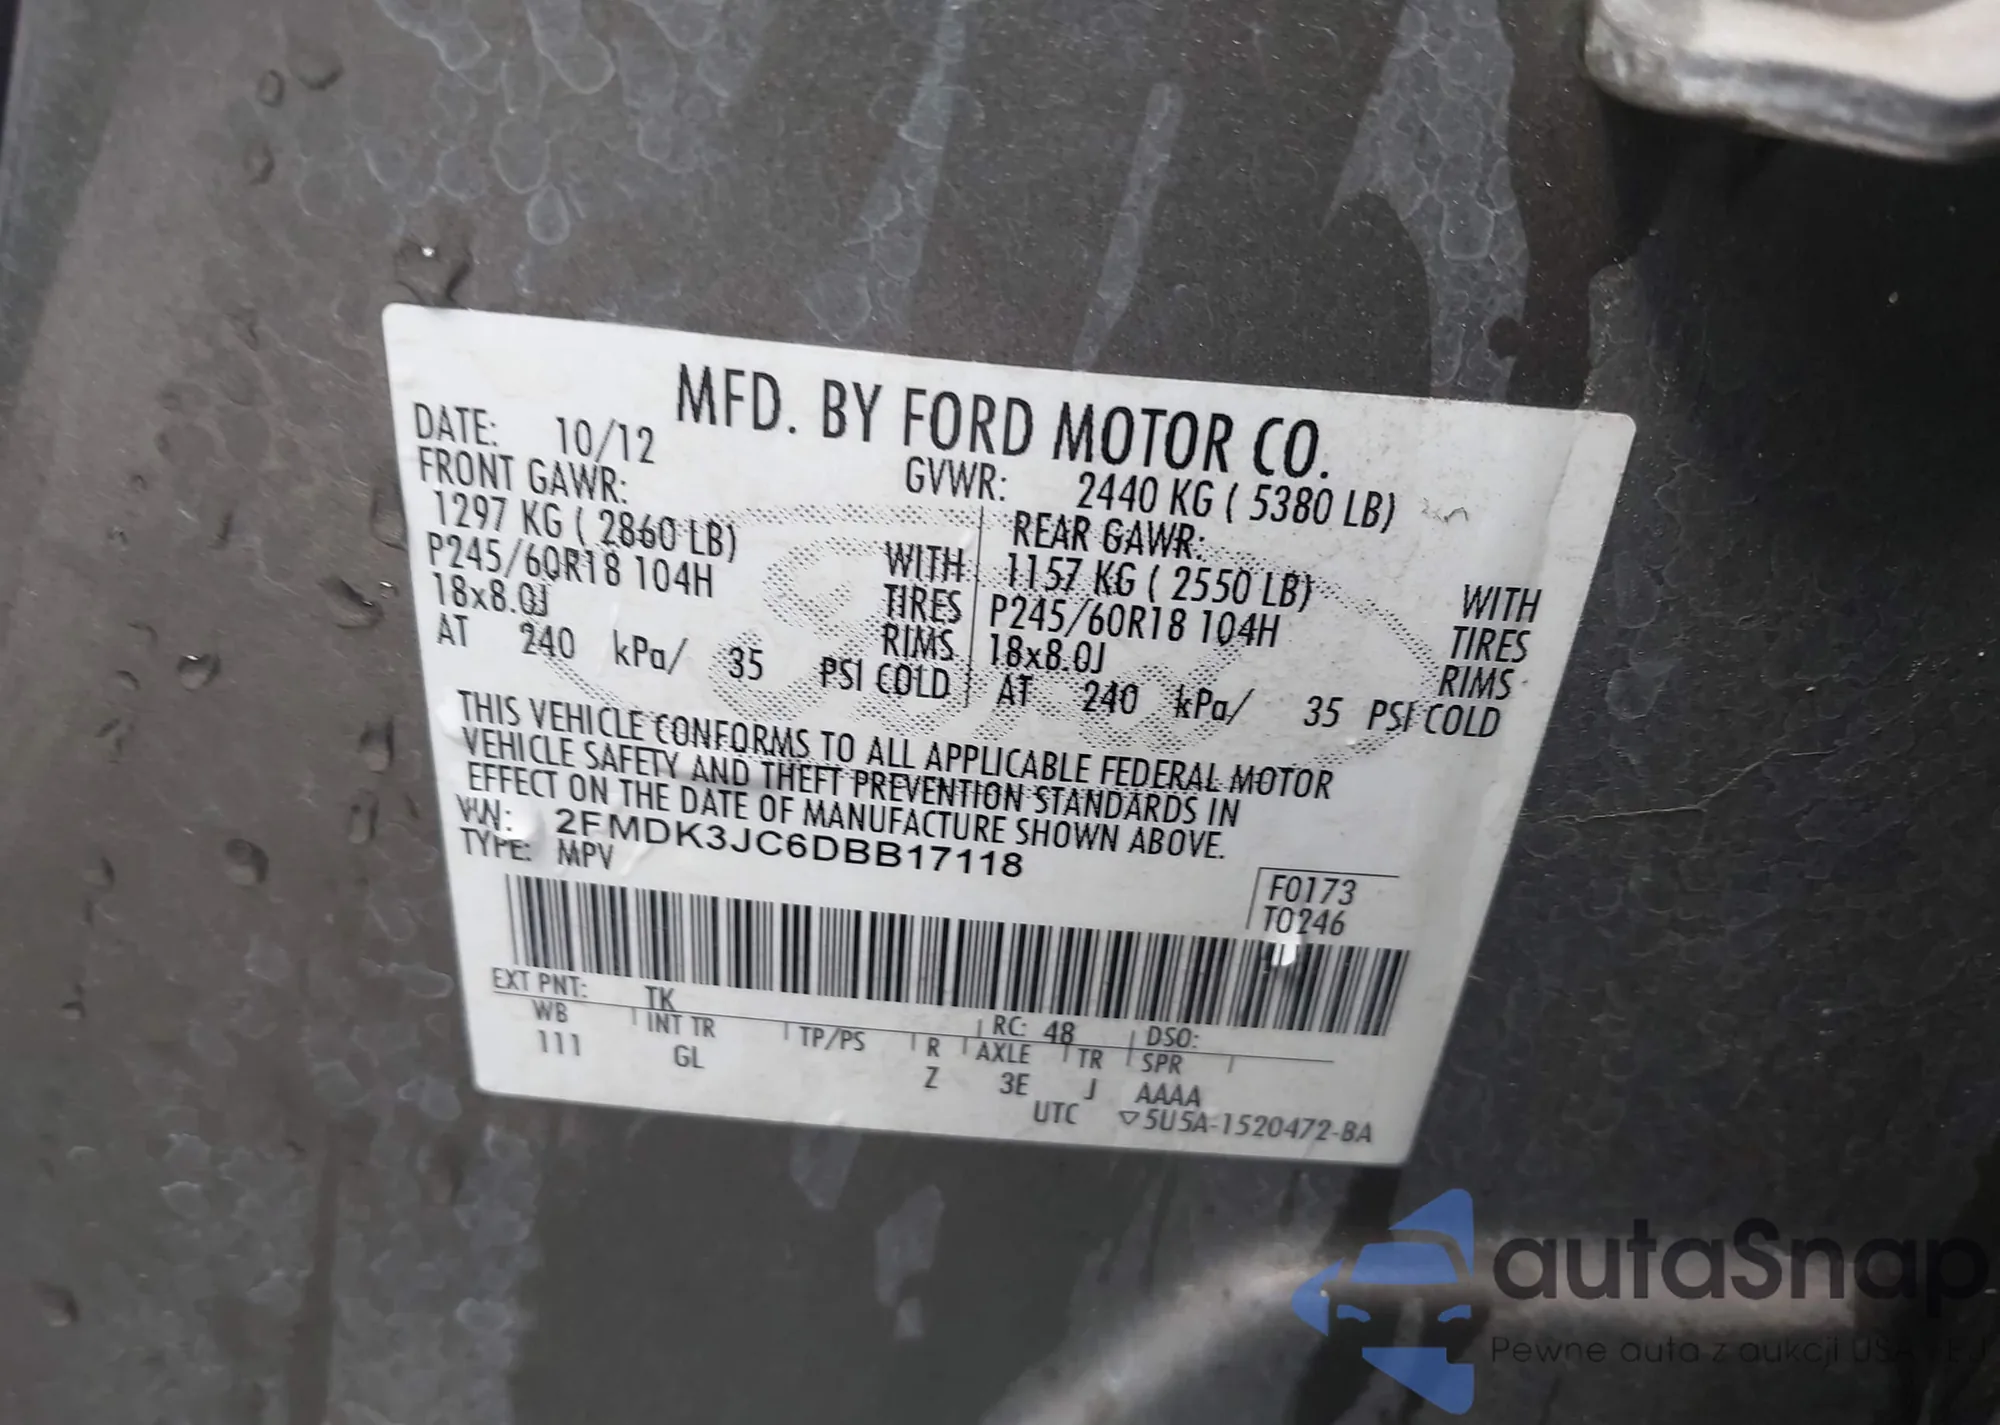 MFD. BY FORD MOTOR CO.
DATE: 10/12 GVWR: 2440 KG ( 5380 LB)
FRONT GAWR: REAR GAWR:
1297 KG ( 2860 LB) WITH 1157 KG ( 2550 LB) WITH
P245/60R18 104H TIRES P245/60R18 104H TIRES
18x8.0J RIMS 18x8.0J RIMS
AT 240 kPa/ 35 PSI COLD AT 240 kPa/ 35 PSI COLD
THIS VEHICLE CONFORMS TO ALL APPLICABLE FEDERAL MOTOR
VEHICLE SAFETY AND THEFT PREVENTION STANDARDS IN
EFFECT ON THE DATE OF MANUFACTURE SHOWN ABOVE.
VIN: 2FMDK3JC6DBB17118
TYPE: MPV
F0173
T0246
EXT PNT: TK RC: 48 DSO:
WB INT TR TP/PS R AXLE TR SPR
111 GL Z 3E J AAAA
UTC ▽5U5A-1520472-BA
autaSnap
Pewne auta z aukcji USA